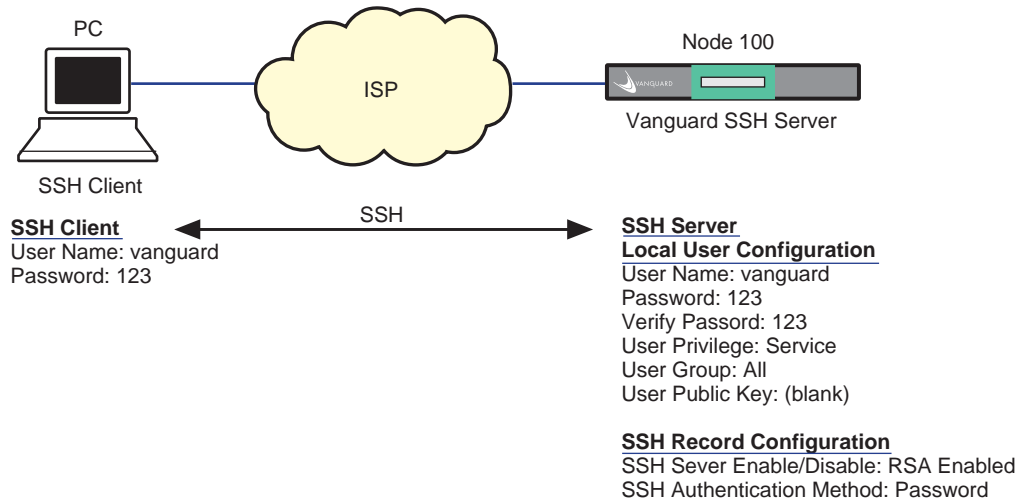 PC
Node 100
ISP
VANGUARD
Vanguard SSH Server
SSH Client
SSH
SSH Client
User Name: vanguard
Password: 123
SSH Server
Local User Configuration
User Name: vanguard
Password: 123
Verify Passord: 123
User Privilege: Service
User Group: All
User Public Key: (blank)
SSH Record Configuration
SSH Sever Enable/Disable: RSA Enabled
SSH Authentication Method: Password